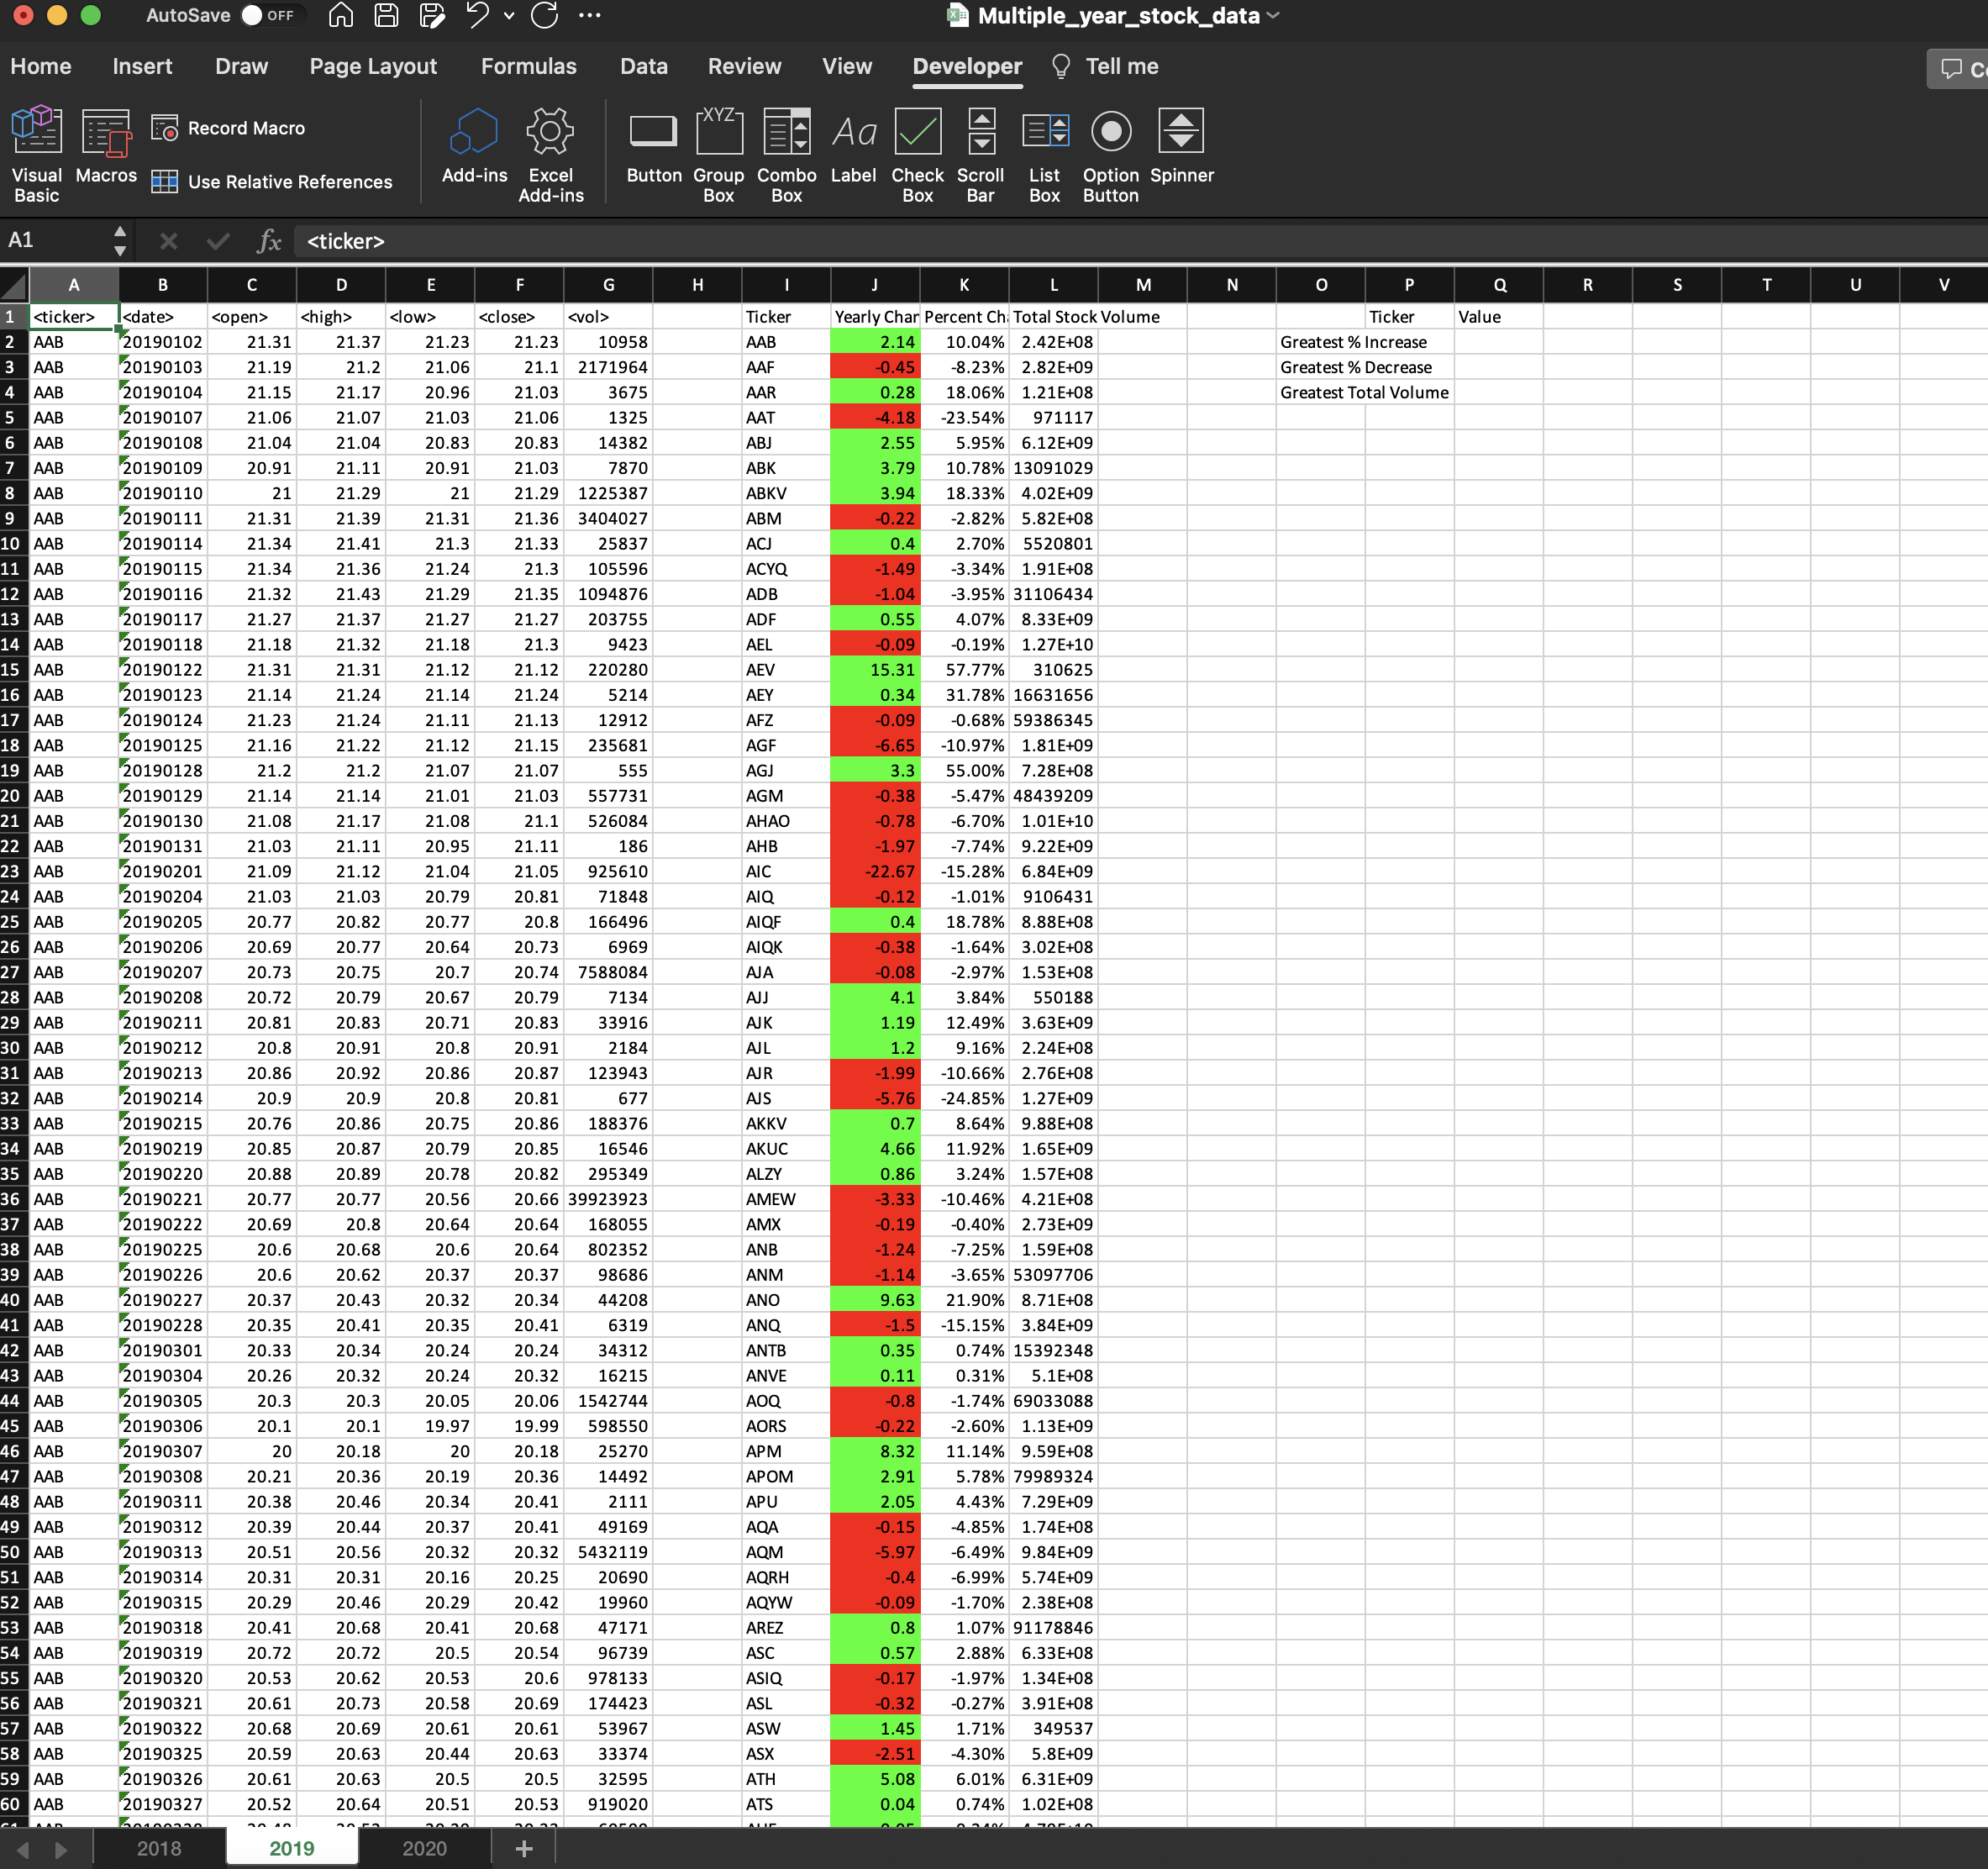 AutoSave OFF Multiple_year_stock_data
Home Insert Draw Page Layout Formulas Data Review View Developer Tell me
Visual Basic Macros Record Macro Use Relative References Add-ins Excel Add-ins XYZ Button Group Box Combo Box Aa Label Check Box Scroll Bar List Box Option Button Spinner
A1 fx <ticker>
A B C D E F G H I J K L M N O P Q R S T U V
1 <ticker> <date> <open> <high> <low> <close> <vol> Ticker Yearly Char Percent Ch Total Stock Volume Ticker Value
2 AAB 20190102 21.31 21.37 21.23 21.23 10958 AAB 2.14 10.04% 2.42E+08 Greatest % Increase
3 AAB 20190103 21.19 21.2 21.06 21.1 2171964 AAF -0.45 -8.23% 2.82E+09 Greatest % Decrease
4 AAB 20190104 21.15 21.17 20.96 21.03 3675 AAR 0.28 18.06% 1.21E+08 Greatest Total Volume
5 AAB 20190107 21.06 21.07 21.03 21.06 1325 AAT -4.18 -23.54% 971117
6 AAB 20190108 21.04 21.04 20.83 20.83 14382 ABJ 2.55 5.95% 6.12E+09
7 AAB 20190109 20.91 21.11 20.91 21.03 7870 ABK 3.79 10.78% 13091029
8 AAB 20190110 21 21.29 21 21.29 1225387 ABKV 3.94 18.33% 4.02E+09
9 AAB 20190111 21.31 21.39 21.31 21.36 3404027 ABM -0.22 -2.82% 5.82E+08
10 AAB 20190114 21.34 21.41 21.3 21.33 25837 ACJ 0.4 2.70% 5520801
11 AAB 20190115 21.34 21.36 21.24 21.3 105596 ACYQ -1.49 -3.34% 1.91E+08
12 AAB 20190116 21.32 21.43 21.29 21.35 1094876 ADB -1.04 -3.95% 31106434
13 AAB 20190117 21.27 21.37 21.27 21.27 203755 ADF 0.55 4.07% 8.33E+09
14 AAB 20190118 21.18 21.32 21.18 21.3 9423 AEL -0.09 -0.19% 1.27E+10
15 AAB 20190122 21.31 21.31 21.12 21.12 220280 AEV 15.31 57.77% 310625
16 AAB 20190123 21.14 21.24 21.14 21.24 5214 AEY 0.34 31.78% 16631656
17 AAB 20190124 21.23 21.24 21.11 21.13 12912 AFZ -0.09 -0.68% 59386345
18 AAB 20190125 21.16 21.22 21.12 21.15 235681 AGF -6.65 -10.97% 1.81E+09
19 AAB 20190128 21.2 21.2 21.07 21.07 555 AGJ 3.3 55.00% 7.28E+08
20 AAB 20190129 21.14 21.14 21.01 21.03 557731 AGM -0.38 -5.47% 48439209
21 AAB 20190130 21.08 21.17 21.08 21.1 526084 AHAO -0.78 -6.70% 1.01E+10
22 AAB 20190131 21.03 21.11 20.95 21.11 186 AHB -1.97 -7.74% 9.22E+09
23 AAB 20190201 21.09 21.12 21.04 21.05 925610 AIC -22.67 -15.28% 6.84E+09
24 AAB 20190204 21.03 21.03 20.79 20.81 71848 AIQ -0.12 -1.01% 9106431
25 AAB 20190205 20.77 20.82 20.77 20.8 166496 AIQF 0.4 18.78% 8.88E+08
26 AAB 20190206 20.69 20.77 20.64 20.73 6969 AIQK -0.38 -1.64% 3.02E+08
27 AAB 20190207 20.73 20.75 20.7 20.74 7588084 AJA -0.08 -2.97% 1.53E+08
28 AAB 20190208 20.72 20.79 20.67 20.79 7134 AJJ 4.1 3.84% 550188
29 AAB 20190211 20.81 20.83 20.71 20.83 33916 AJK 1.19 12.49% 3.63E+09
30 AAB 20190212 20.8 20.91 20.8 20.91 2184 AJL 1.2 9.16% 2.24E+08
31 AAB 20190213 20.86 20.92 20.86 20.87 123943 AJR -1.99 -10.66% 2.76E+08
32 AAB 20190214 20.9 20.9 20.8 20.81 677 AJS -5.76 -24.85% 1.27E+09
33 AAB 20190215 20.76 20.86 20.75 20.86 188376 AKKV 0.7 8.64% 9.88E+08
34 AAB 20190219 20.85 20.87 20.79 20.85 16546 AKUC 4.66 11.92% 1.65E+09
35 AAB 20190220 20.88 20.89 20.78 20.82 295349 ALZY 0.86 3.24% 1.57E+08
36 AAB 20190221 20.77 20.77 20.56 20.66 39923923 AMEW -3.33 -10.46% 4.21E+08
37 AAB 20190222 20.69 20.8 20.64 20.64 168055 AMX -0.19 -0.40% 2.73E+09
38 AAB 20190225 20.6 20.68 20.6 20.64 802352 ANB -1.24 -7.25% 1.59E+08
39 AAB 20190226 20.6 20.62 20.37 20.37 98686 ANM -1.14 -3.65% 53097706
40 AAB 20190227 20.37 20.43 20.32 20.34 44208 ANO 9.63 21.90% 8.71E+08
41 AAB 20190228 20.35 20.41 20.35 20.41 6319 ANQ -1.5 -15.15% 3.84E+09
42 AAB 20190301 20.33 20.34 20.24 20.24 34312 ANTB 0.35 0.74% 15392348
43 AAB 20190304 20.26 20.32 20.24 20.32 16215 ANVE 0.11 0.31% 5.1E+08
44 AAB 20190305 20.3 20.3 20.05 20.06 1542744 AOQ -0.8 -1.74% 69033088
45 AAB 20190306 20.1 20.1 19.97 19.99 598550 AORS -0.22 -2.60% 1.13E+09
46 AAB 20190307 20 20.18 20 20.18 25270 APM 8.32 11.14% 9.59E+08
47 AAB 20190308 20.21 20.36 20.19 20.36 14492 APOM 2.91 5.78% 79989324
48 AAB 20190311 20.38 20.46 20.34 20.41 2111 APU 2.05 4.43% 7.29E+09
49 AAB 20190312 20.39 20.44 20.37 20.41 49169 AQA -0.15 -4.85% 1.74E+08
50 AAB 20190313 20.51 20.56 20.32 20.32 5432119 AQM -5.97 -6.49% 9.84E+09
51 AAB 20190314 20.31 20.31 20.16 20.25 20690 AQRH -0.4 -6.99% 5.74E+09
52 AAB 20190315 20.29 20.46 20.29 20.42 19960 AQYW -0.09 -1.70% 2.38E+08
53 AAB 20190318 20.41 20.68 20.41 20.68 47171 AREZ 0.8 1.07% 91178846
54 AAB 20190319 20.72 20.72 20.5 20.54 96739 ASC 0.57 2.88% 6.33E+08
55 AAB 20190320 20.53 20.62 20.53 20.6 978133 ASIQ -0.17 -1.97% 1.34E+08
56 AAB 20190321 20.61 20.73 20.58 20.69 174423 ASL -0.32 -0.27% 3.91E+08
57 AAB 20190322 20.68 20.69 20.61 20.61 53967 ASW 1.45 1.71% 349537
58 AAB 20190325 20.59 20.63 20.44 20.63 33374 ASX -2.51 -4.30% 5.8E+09
59 AAB 20190326 20.61 20.63 20.5 20.5 32595 ATH 5.08 6.01% 6.31E+09
60 AAB 20190327 20.52 20.64 20.51 20.53 919020 ATS 0.04 0.74% 1.02E+08
2018 2019 2020